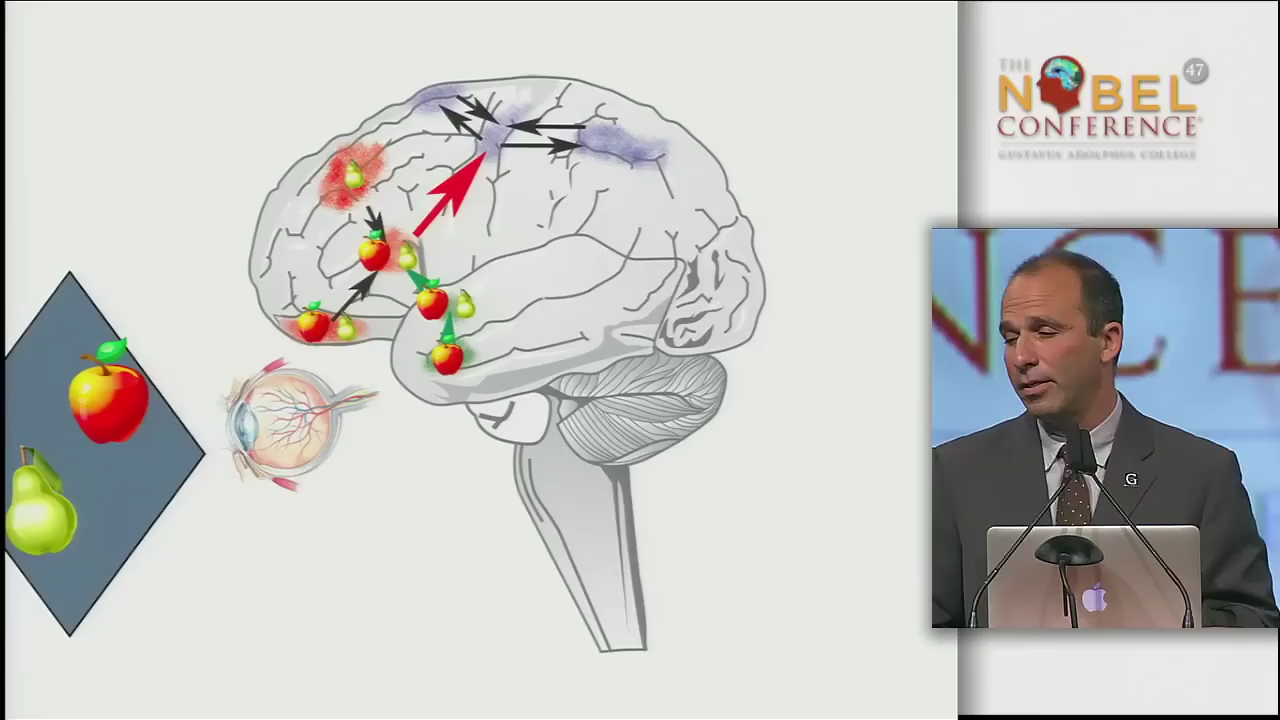 THE
NOBEL
47
CONFERENCE
GUSTAVUS ADOLPHUS COLLEGE
NCE
G